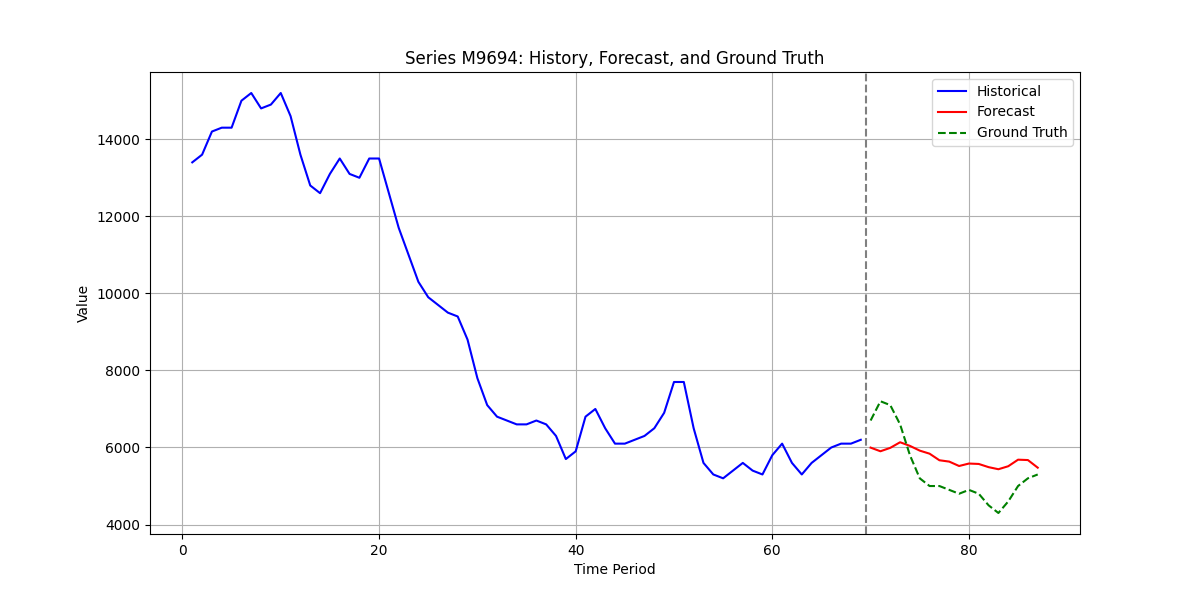 Series M9694: History, Forecast, and Ground Truth
Historical
Forecast
Ground Truth
14000
12000
10000
8000
6000
4000
Value
0
20
40
60
80
Time Period